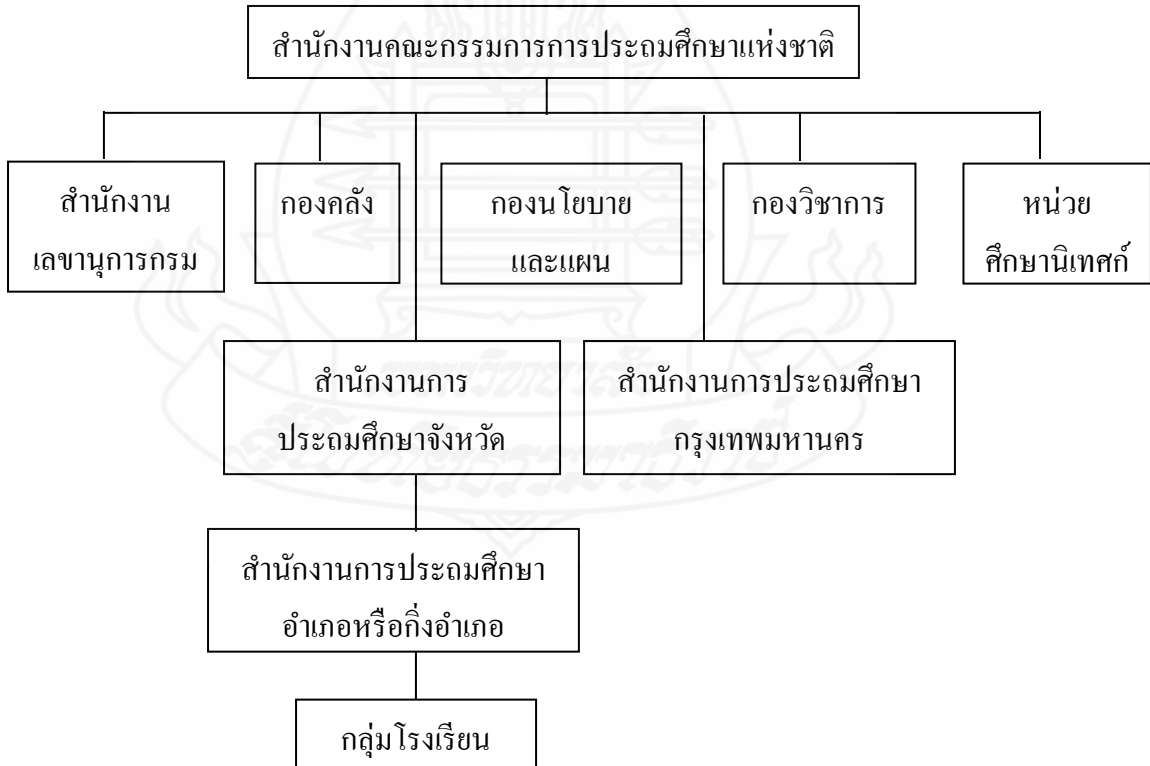 สำนักงานคณะกรรมการการประถมศึกษาแห่งชาติ
สำนักงาน
เลขานุการกรม
กองคลัง
กองนโยบาย
และแผน
กองวิชาการ
หน่วย
ศึกษานิเทศก์
สำนักงานการ
ประถมศึกษาจังหวัด
สำนักงานการประถมศึกษา
กรุงเทพมหานคร
สำนักงานการประถมศึกษา
อำเภอหรือกิ่งอำเภอ
กลุ่มโรงเรียน